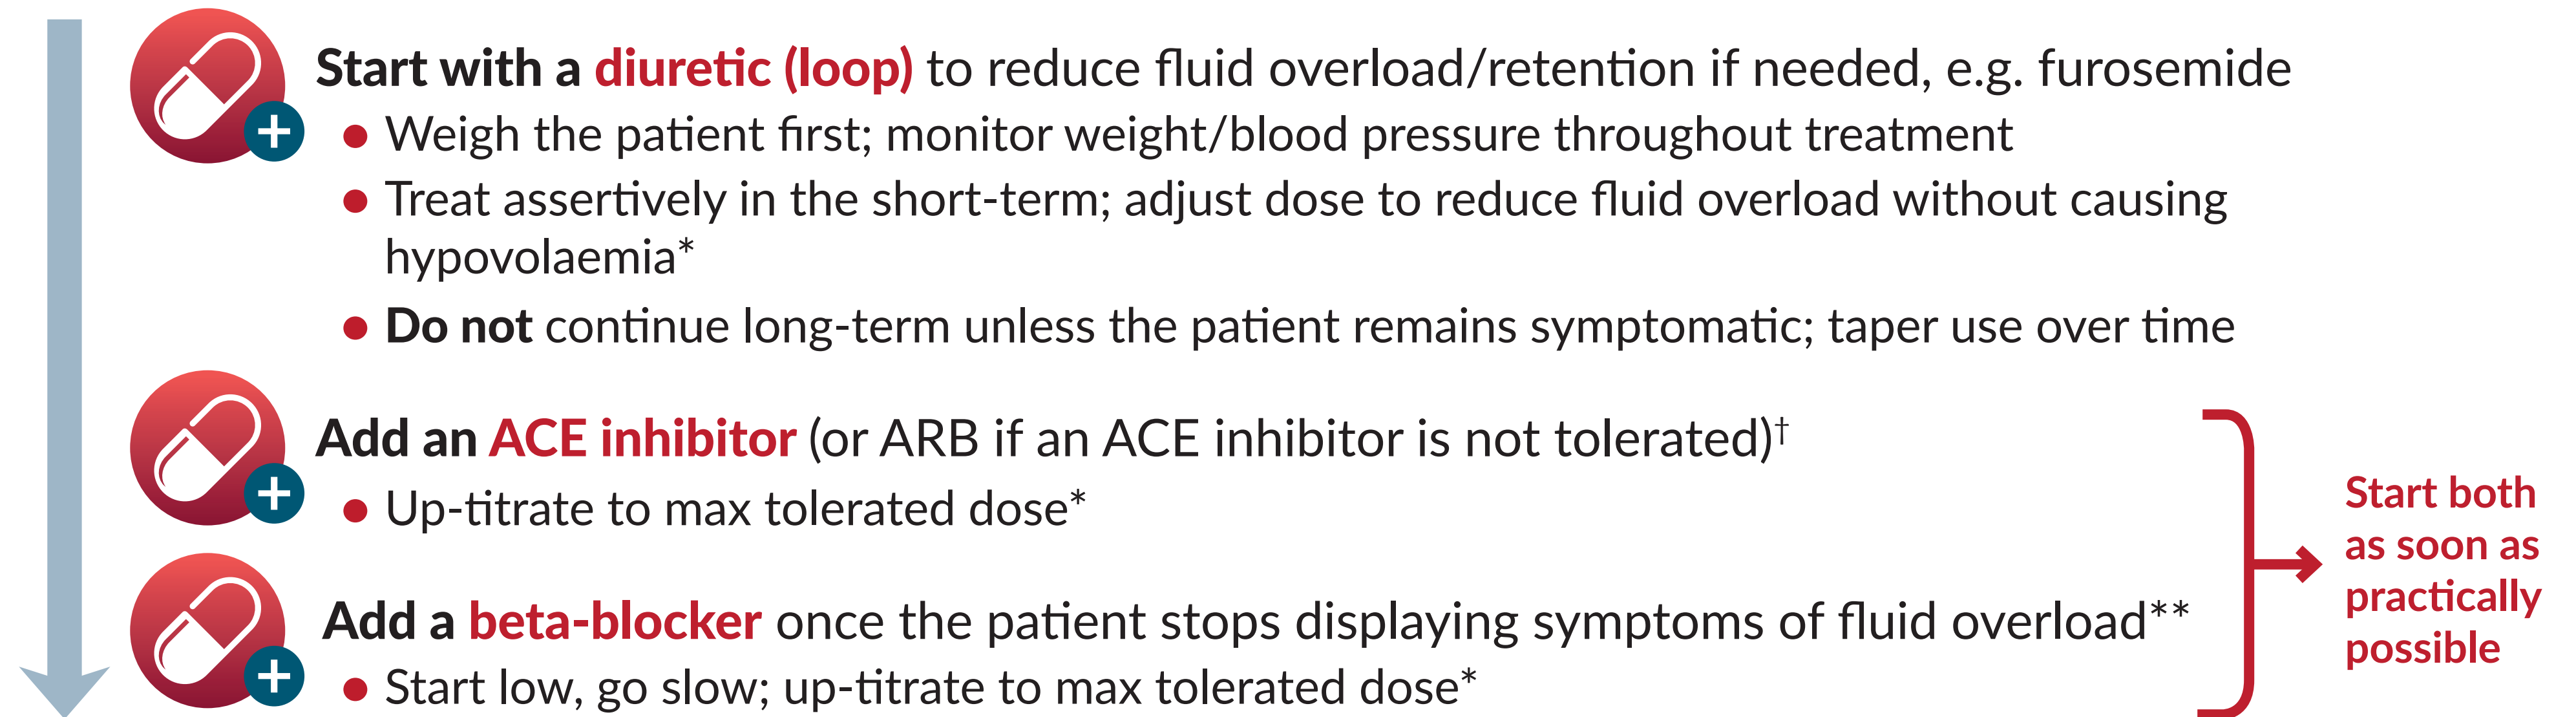 Start with a diuretic (loop) to reduce fluid overload/retention if needed, e.g. furosemide
● Weigh the patient first; monitor weight/blood pressure throughout treatment
● Treat assertively in the short-term; adjust dose to reduce fluid overload without causing
hypovolaemia*
● Do not continue long-term unless the patient remains symptomatic; taper use over time
Add an ACE inhibitor (or ARB if an ACE inhibitor is not tolerated)†
● Up-titrate to max tolerated dose*
Add a beta-blocker once the patient stops displaying symptoms of fluid overload**
● Start low, go slow; up-titrate to max tolerated dose*
Start both
as soon as
practically
possible